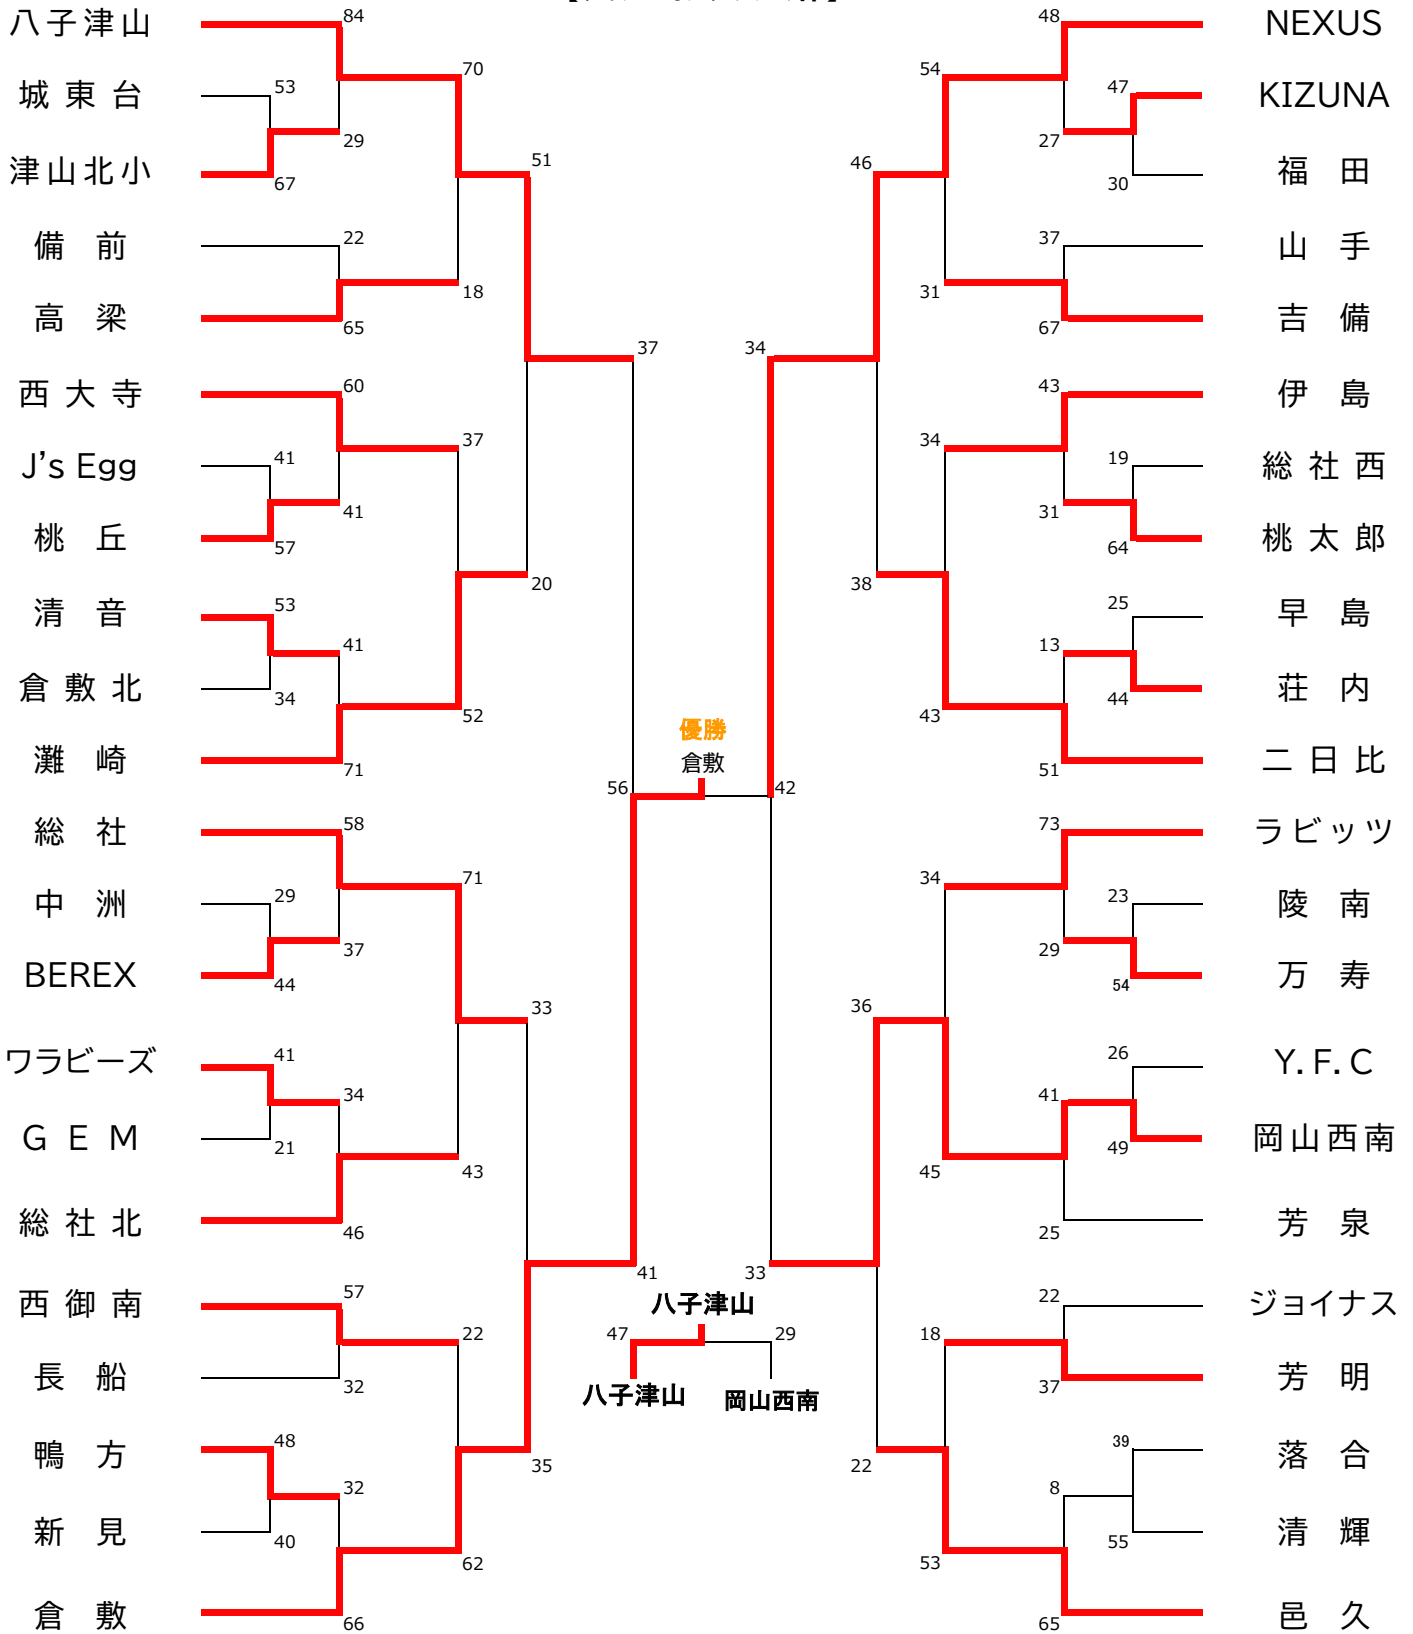 八子津山 84 48 NEXUS
70 54
城東台 53 47 KIZUNA
29 27
津山北小 67 51 46 30 福田
備前 22 37 山手
18 31
高梁 65 67 吉備
37 34
西大寺 60 43 伊島
37 34
J's Egg 41 19 総社西
41 31
桃丘 57 64 桃太郎
20 38
清音 53 25 早島
41 13
倉敷北 34 44 荘内
52 43
優勝
灘崎 71 倉敷 51 二日比
56 42
総社 58 73 ラビッツ
71 34
中洲 29 23 陵南
37 29
BEREX 44 54 万寿
33 36
ワラビーズ 41 26 Y.F.C
34 41
GEM 21 49 岡山西南
43 45
総社北 46 25 芳泉
41 33
西御南 57 八子津山 22 ジョイナス
22 47 29 18
長船 32 37 芳明
八子津山 岡山西南
鴨方 48 39 落合
35 22
32 8
新見 40 55 清輝
62 53
倉敷 66 65 邑久